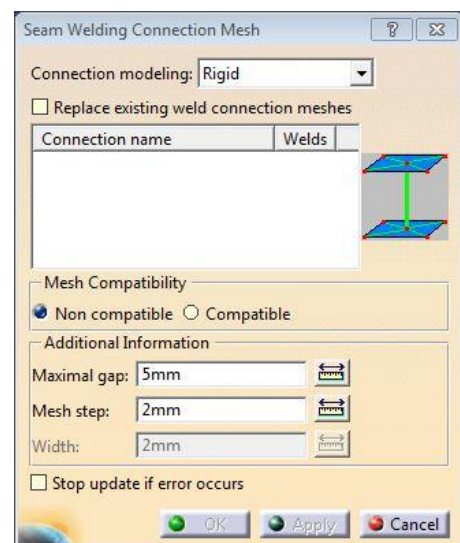 Seam Welding Connection Mesh ?
Connection modeling: Rigid
Replace existing weld connection meshes
Connection name Welds
Mesh Compatibility
Non compatible Compatible
Additional Information
Maximal gap: 5mm
Mesh step: 2mm
Width: 2mm
Stop update if error occurs
OK Apply Cancel